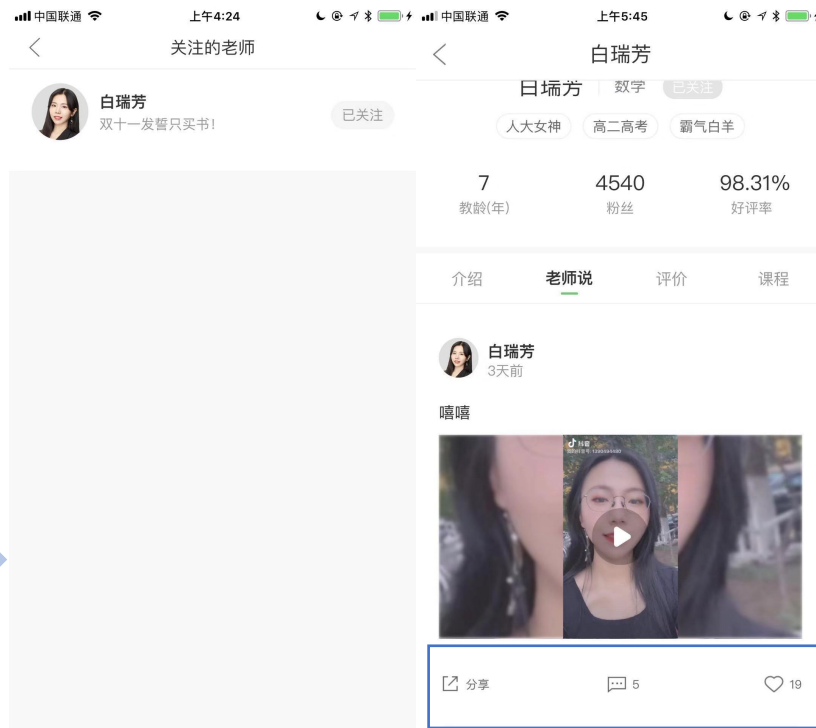 中国联通
上午4:24
关注的老师
白瑞芳
双十一发誓只买书！
已关注
中国联通
上午5:45
白瑞芳
白瑞芳
数学
已关注
人大女神
高二高考
霸气白羊
7
4540
98.31%
教龄(年)
粉丝
好评率
介绍
老师说
评价
课程
白瑞芳
3天前
嘻嘻
抖音
分享
5
19